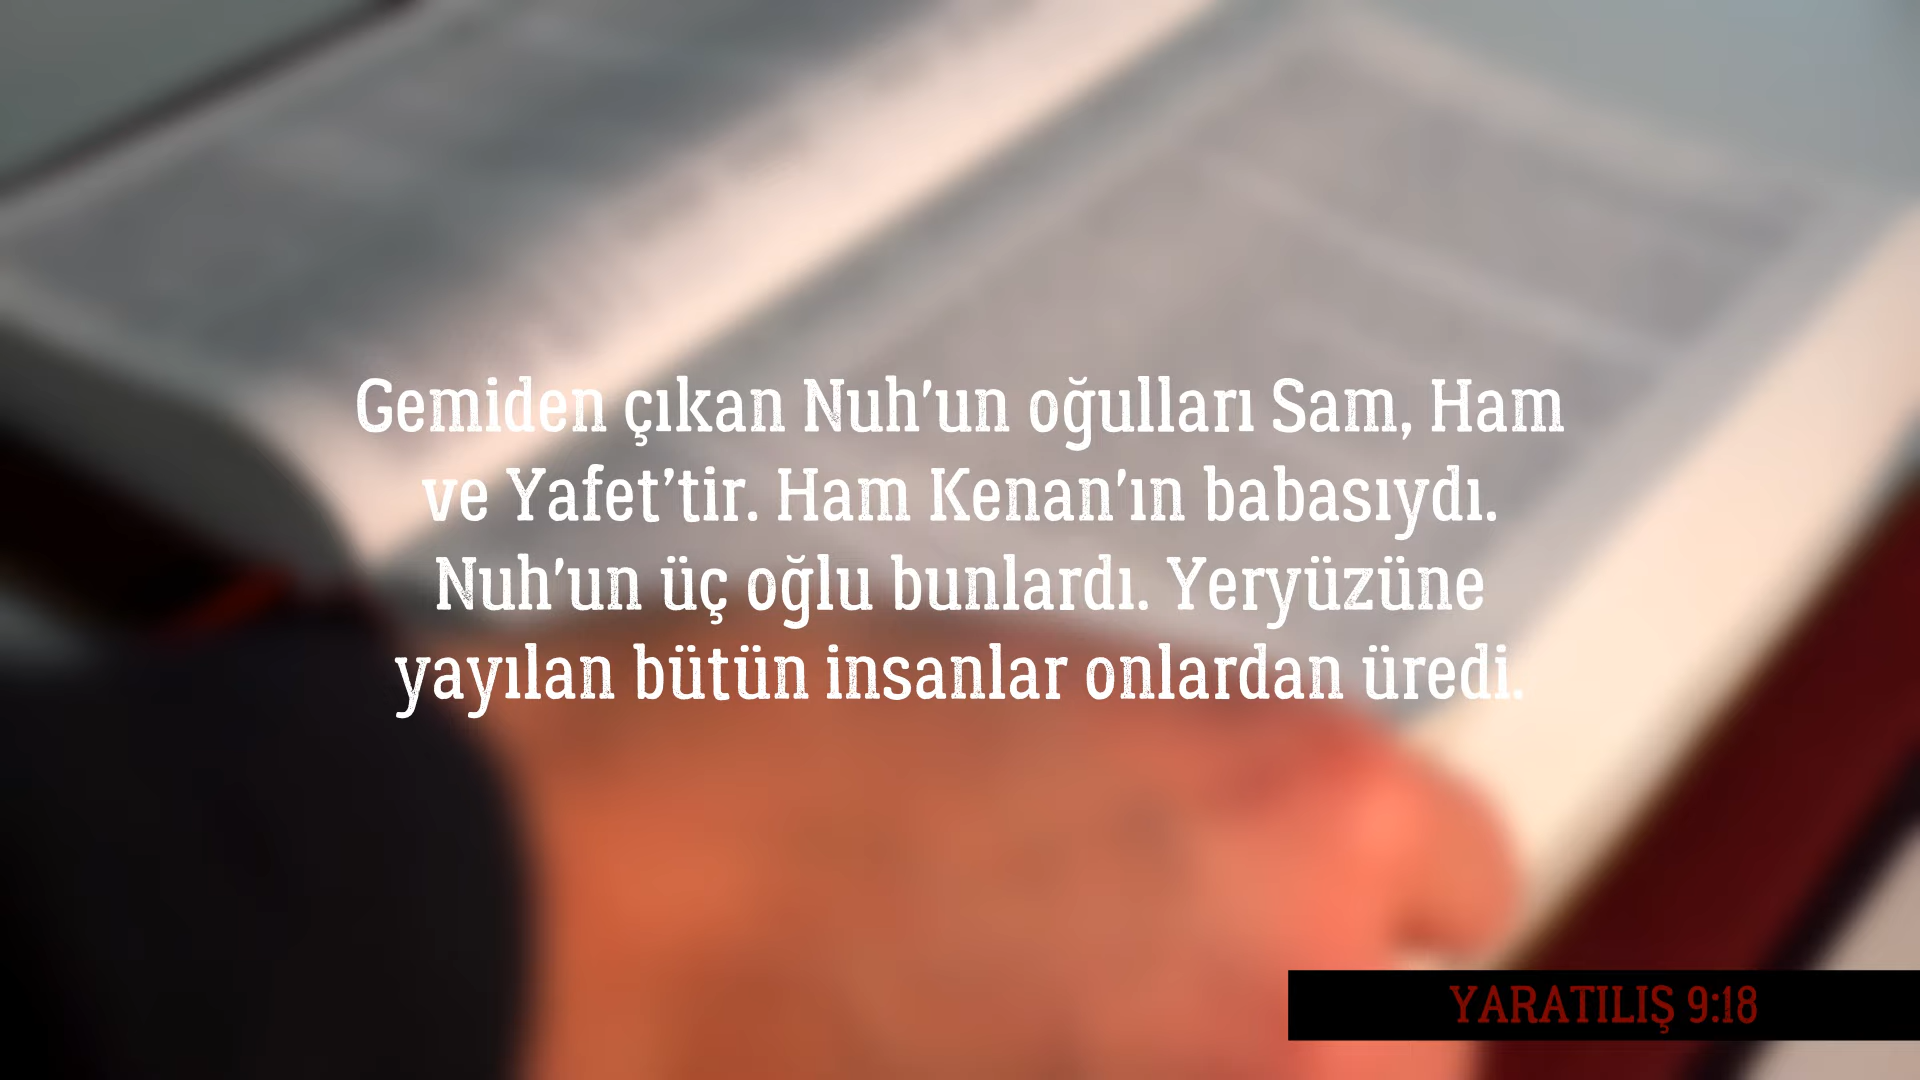 Gemiden çıkan Nuh’un oğulları Sam, Ham
ve Yafet’tir. Ham Kenan’ın babasıydı.
Nuh’un üç oğlu bunlardı. Yeryüzüne
yayılan bütün insanlar onlardan üredi.
YARATILIŞ 9:18